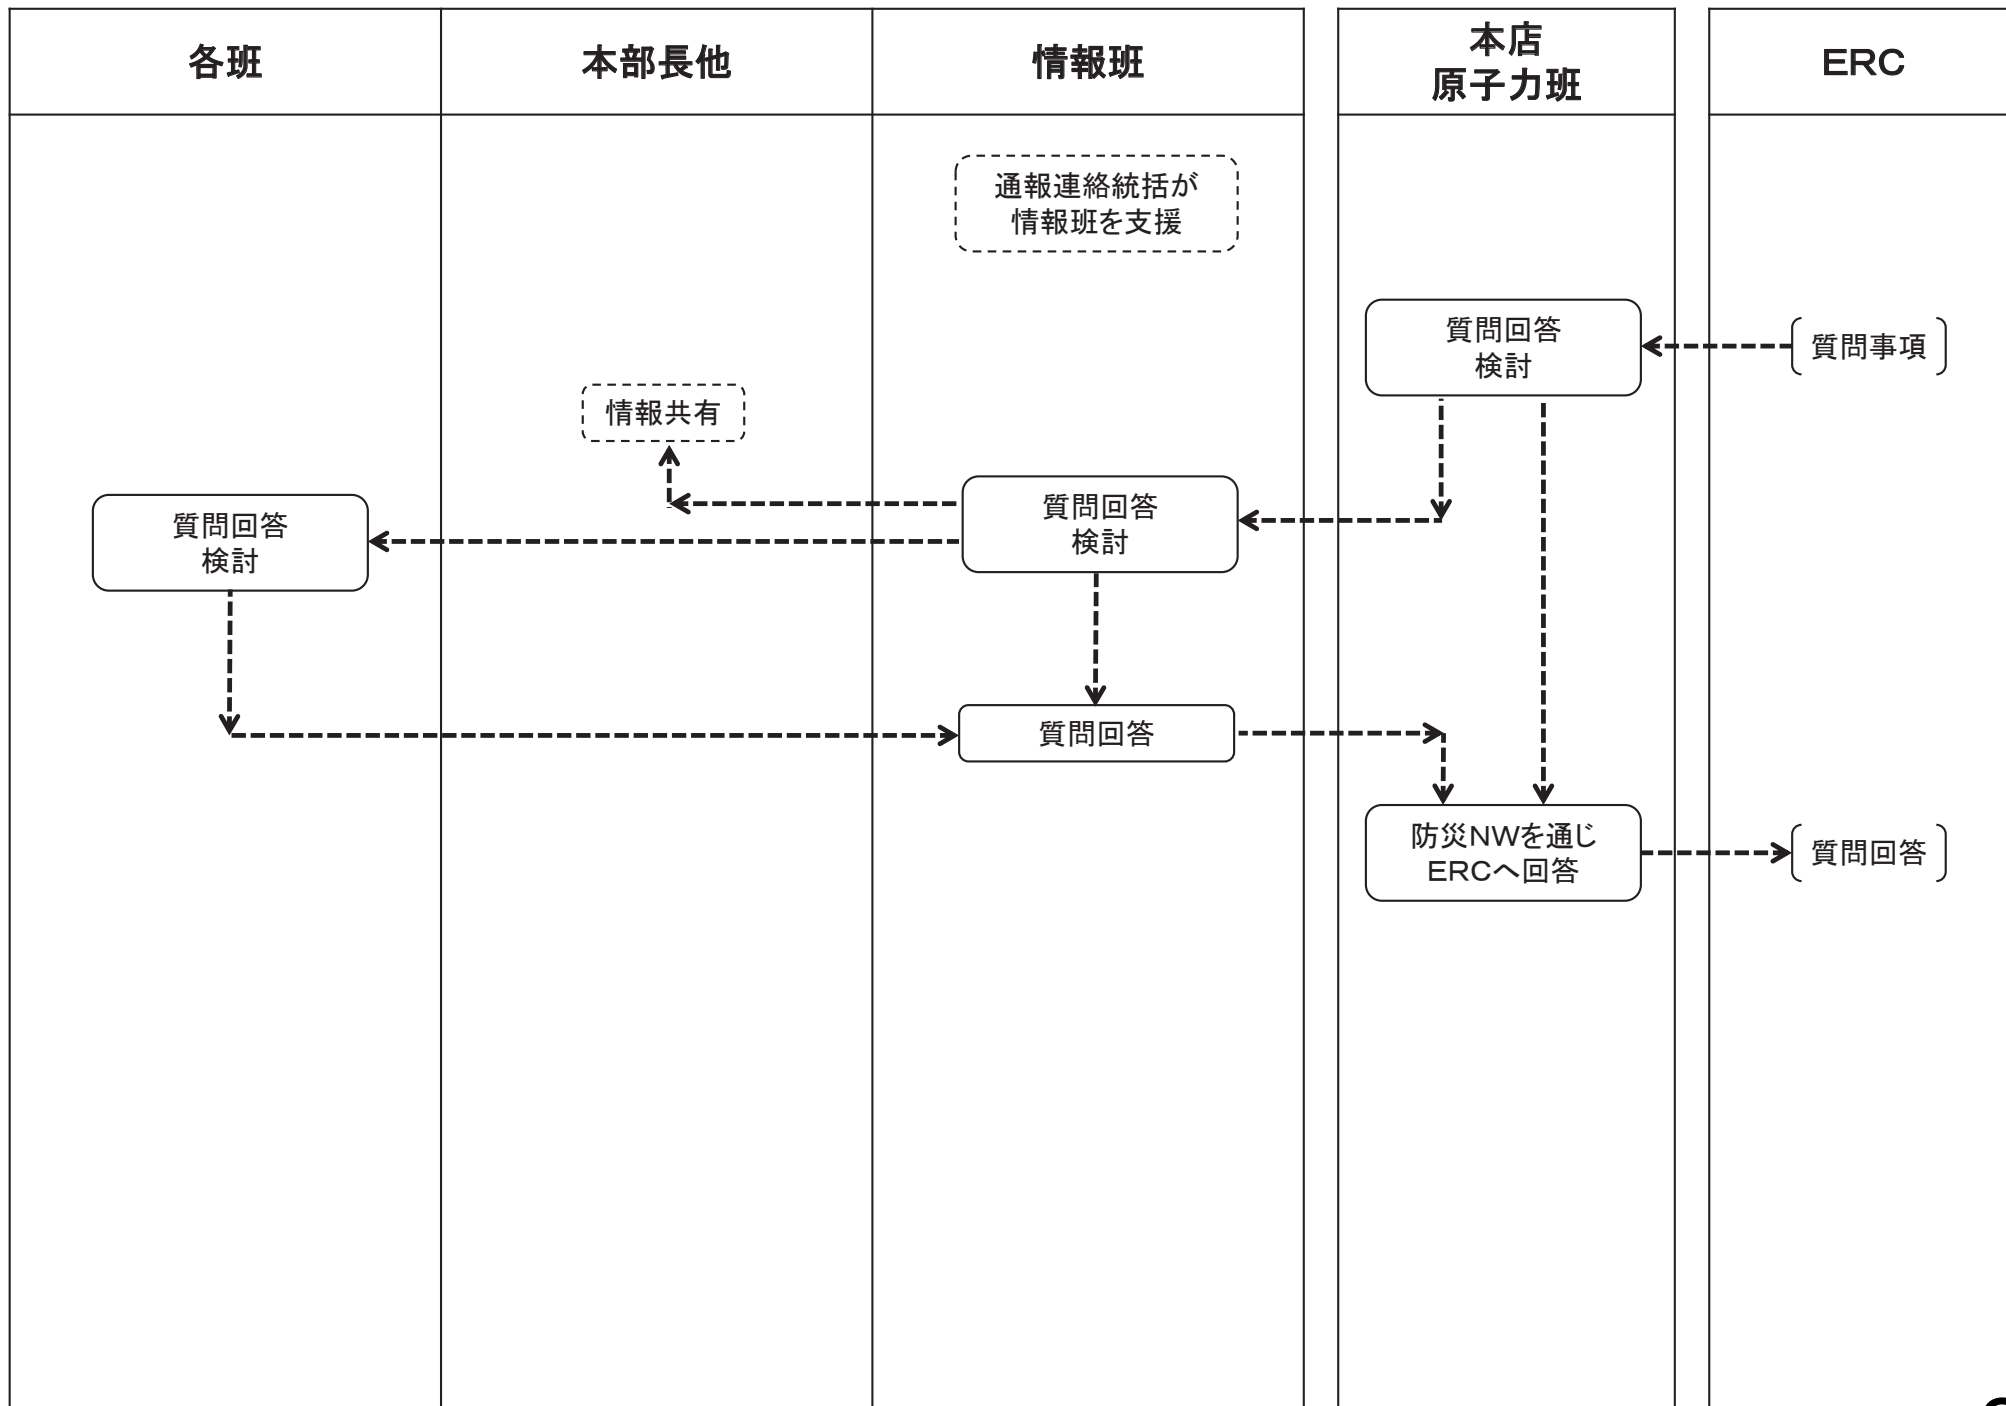 各班
本部長他
情報班
本店
原子力班
ERC
通報連絡統括が
情報班を支援
質問回答
検討
質問事項
情報共有
質問回答
検討
質問回答
検討
質問回答
防災NWを通じ
ERCへ回答
質問回答